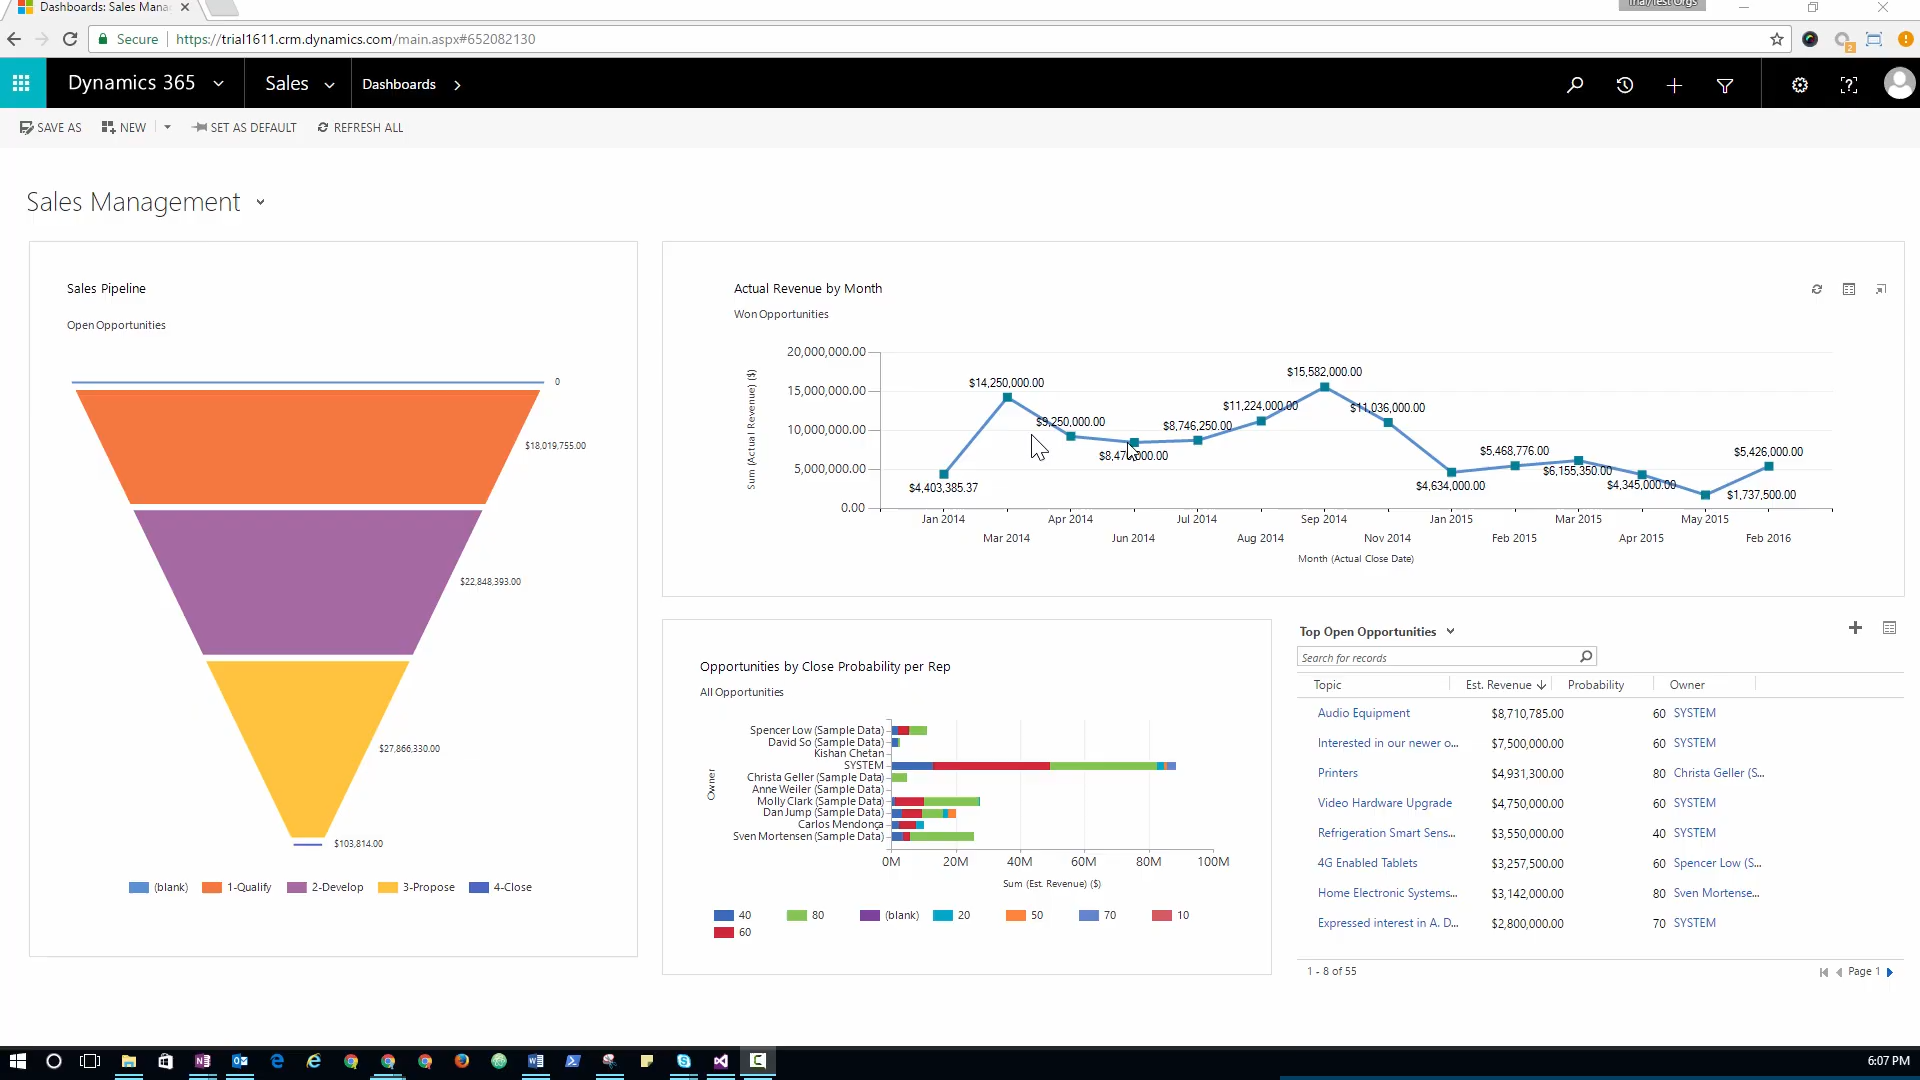 Dashboards: Sales Mana
Trial/Test Orgs
Secure https://trial1611.crm.dynamics.com/main.aspx#652082130
2
Dynamics 365 Sales Dashboards
SAVE AS NEW SET AS DEFAULT REFRESH ALL
Sales Management
Sales Pipeline
Open Opportunities
0
$18,019,755.00
$22,848,393.00
$27,866,330.00
$103,814.00
(blank) 1-Qualify 2-Develop 3-Propose 4-Close
Actual Revenue by Month
Won Opportunities
Sum (Actual Revenue) ($)
20,000,000.00
15,000,000.00
10,000,000.00
5,000,000.00
0.00
$4,403,385.37
$14,250,000.00
$9,250,000.00
$8,746,250.00
$11,224,000.00
$15,582,000.00
$11,036,000.00
$4,634,000.00
$5,468,776.00
$6,155,350.00
$4,345,000.00
$1,737,500.00
$5,426,000.00
Jan 2014 Apr 2014 Jul 2014 Sep 2014 Jan 2015 Mar 2015 May 2015
Mar 2014 Jun 2014 Aug 2014 Nov 2014 Feb 2015 Apr 2015 Feb 2016
Month (Actual Close Date)
Opportunities by Close Probability per Rep
All Opportunities
Owner
Spencer Low (Sample Data)
David So (Sample Data)
Kishan Chetan
SYSTEM
Christa Geller (Sample Data)
Anne Weiler (Sample Data)
Molly Clark (Sample Data)
Dan Jump (Sample Data)
Carlos Mendonça
Sven Mortensen (Sample Data)
0M 20M 40M 60M 80M 100M
Sum (Est. Revenue) ($)
40 80 (blank) 20 50 70 10
60
Top Open Opportunities
Search for records
Topic Est. Revenue Probability Owner
Audio Equipment $8,710,785.00 60 SYSTEM
Interested in our newer o... $7,500,000.00 60 SYSTEM
Printers $4,931,300.00 80 Christa Geller (S...
Video Hardware Upgrade $4,750,000.00 60 SYSTEM
Refrigeration Smart Sens... $3,550,000.00 40 SYSTEM
4G Enabled Tablets $3,257,500.00 60 Spencer Low (S...
Home Electronic Systems... $3,142,000.00 80 Sven Mortense...
Expressed interest in A. D... $2,800,000.00 70 SYSTEM
1 - 8 of 55 Page 1
6:07 PM